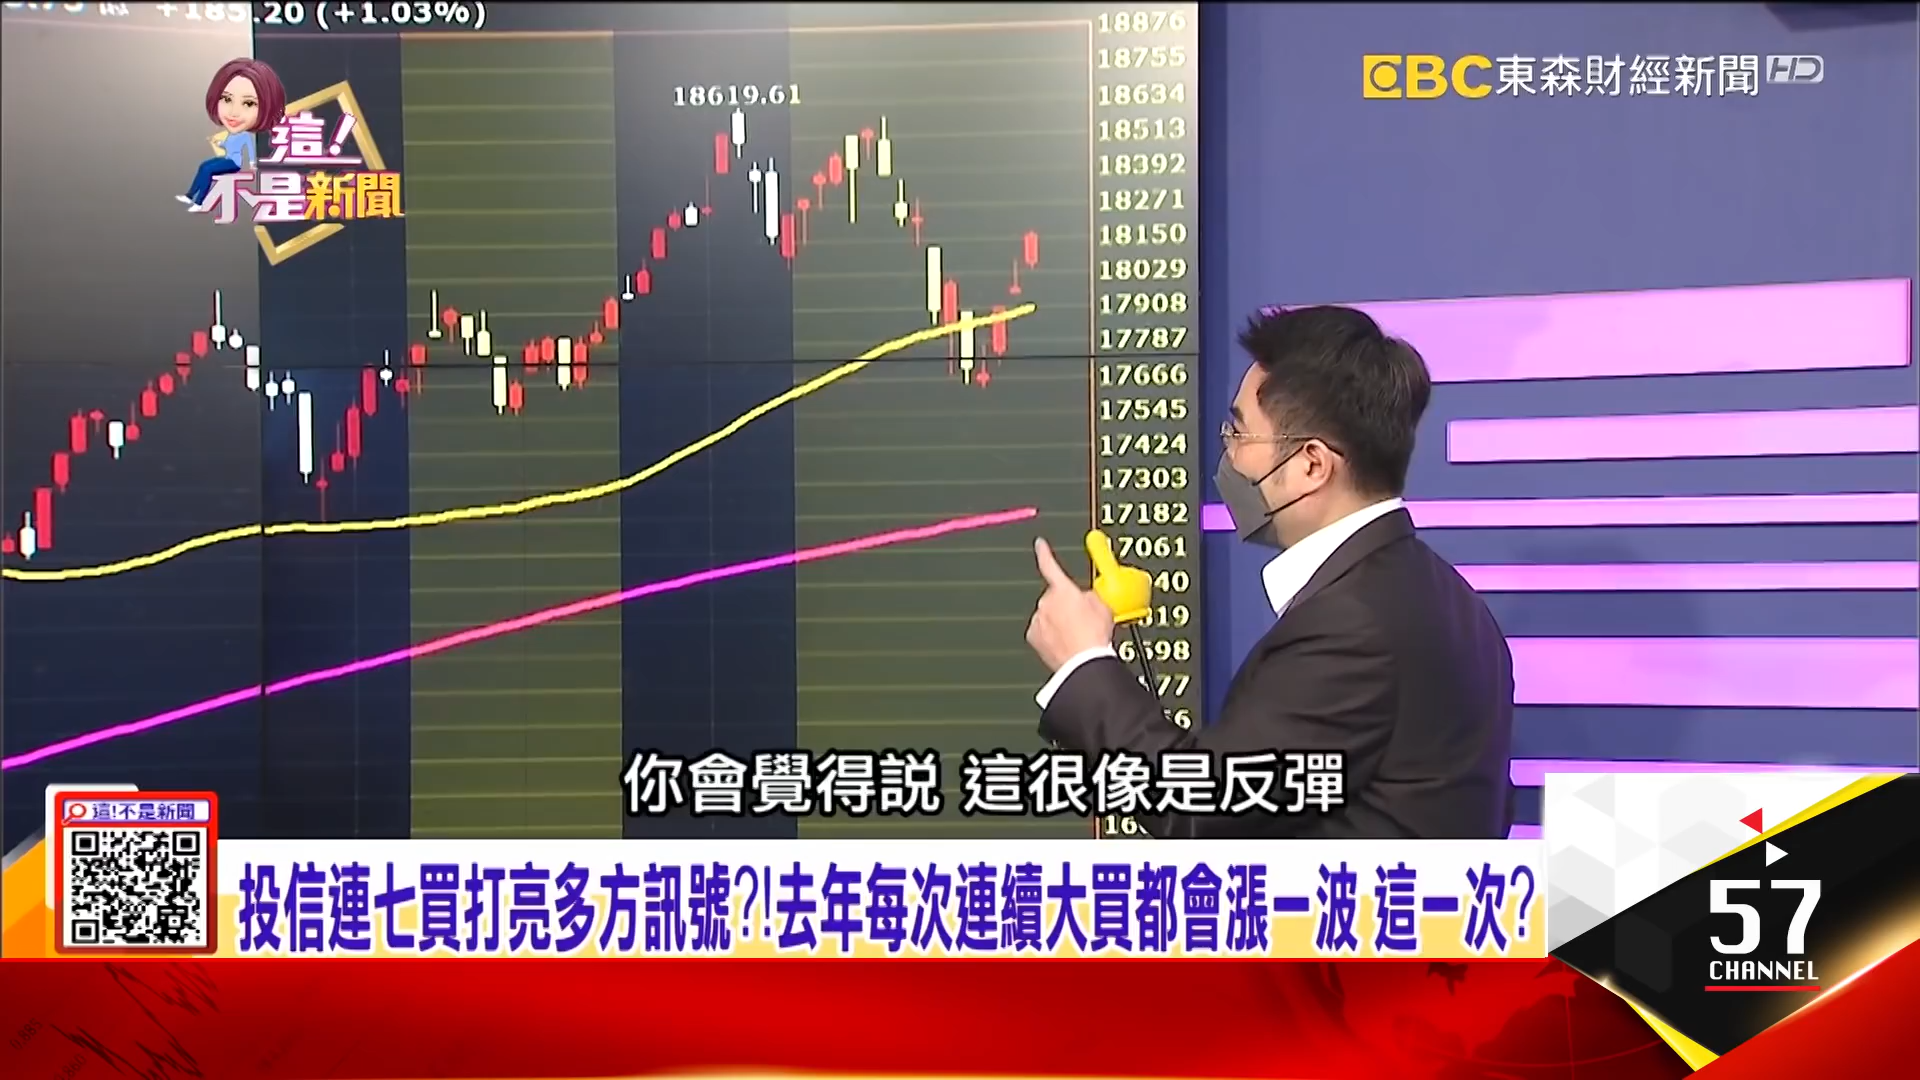 +185.20 (+1.03%)
18619.61
18876
18755
18634
18513
18392
18271
18150
18029
17908
17787
17666
17545
17424
17303
17182
17061
這!
不是新聞
EBC東森財經新聞HD
你會覺得説 這很像是反彈
這!不是新聞
投信連七買打亮多方訊號?!去年每次連續大買都會漲一波 這一次?
57
CHANNEL